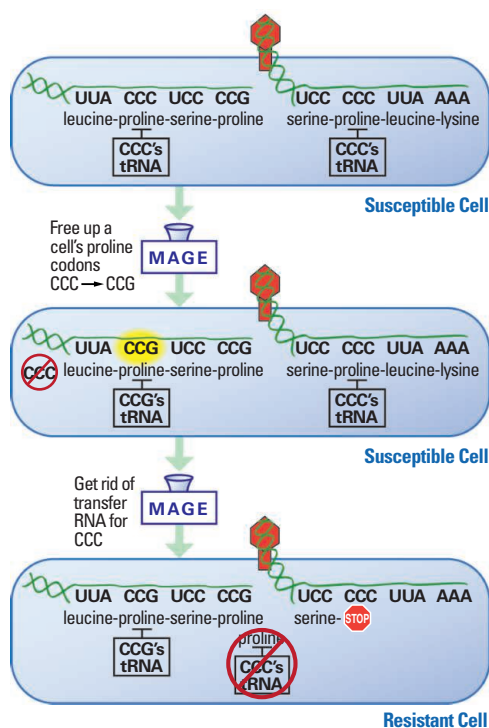 UUA CCC UCC CCG
leucine-proline-serine-proline
CCC's
tRNA
UCC CCC UUA AAA
serine-proline-leucine-lysine
CCC's
tRNA
Susceptible Cell
Free up a
cell's proline
codons
CCC → CCG
MAGE
UUA CCG UCC CCG
CCC
leucine-proline-serine-proline
CCG's
tRNA
UCC CCC UUA AAA
serine-proline-leucine-lysine
CCC's
tRNA
Susceptible Cell
Get rid of
transfer
RNA for
CCC
MAGE
UUA CCG UCC CCG
leucine-proline-serine-proline
CCG's
tRNA
UCC CCC UUA AAA
serine- STOP
proline
CCC's
tRNA
Resistant Cell